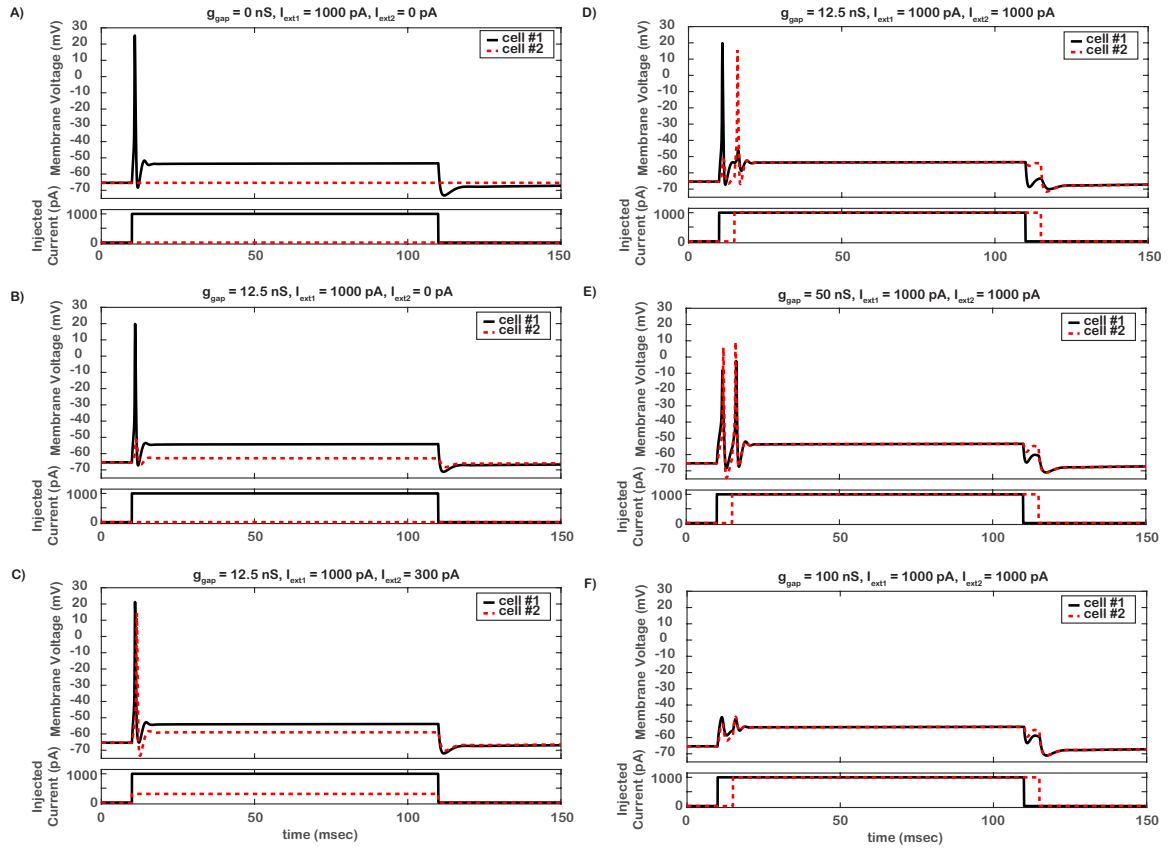 A)
g_gap = 0 nS, I_ext1 = 1000 pA, I_ext2 = 0 pA
Membrane Voltage (mV)
30
20
10
0
-10
-20
-30
-40
-50
-60
-70
cell #1
cell #2
Injected
Current (pA)
1000
0
0
50
100
150
B)
g_gap = 12.5 nS, I_ext1 = 1000 pA, I_ext2 = 0 pA
Membrane Voltage (mV)
30
20
10
0
-10
-20
-30
-40
-50
-60
-70
cell #1
cell #2
Injected
Current (pA)
1000
0
0
50
100
150
C)
g_gap = 12.5 nS, I_ext1 = 1000 pA, I_ext2 = 300 pA
Membrane Voltage (mV)
30
20
10
0
-10
-20
-30
-40
-50
-60
-70
cell #1
cell #2
Injected
Current (pA)
1000
0
0
50
100
150
time (msec)
D)
g_gap = 12.5 nS, I_ext1 = 1000 pA, I_ext2 = 1000 pA
Membrane Voltage (mV)
30
20
10
0
-10
-20
-30
-40
-50
-60
-70
cell #1
cell #2
Injected
Current (pA)
1000
0
0
50
100
150
E)
g_gap = 50 nS, I_ext1 = 1000 pA, I_ext2 = 1000 pA
Membrane Voltage (mV)
30
20
10
0
-10
-20
-30
-40
-50
-60
-70
cell #1
cell #2
Injected
Current (pA)
1000
0
0
50
100
150
F)
g_gap = 100 nS, I_ext1 = 1000 pA, I_ext2 = 1000 pA
Membrane Voltage (mV)
30
20
10
0
-10
-20
-30
-40
-50
-60
-70
cell #1
cell #2
Injected
Current (pA)
1000
0
0
50
100
150
time (msec)